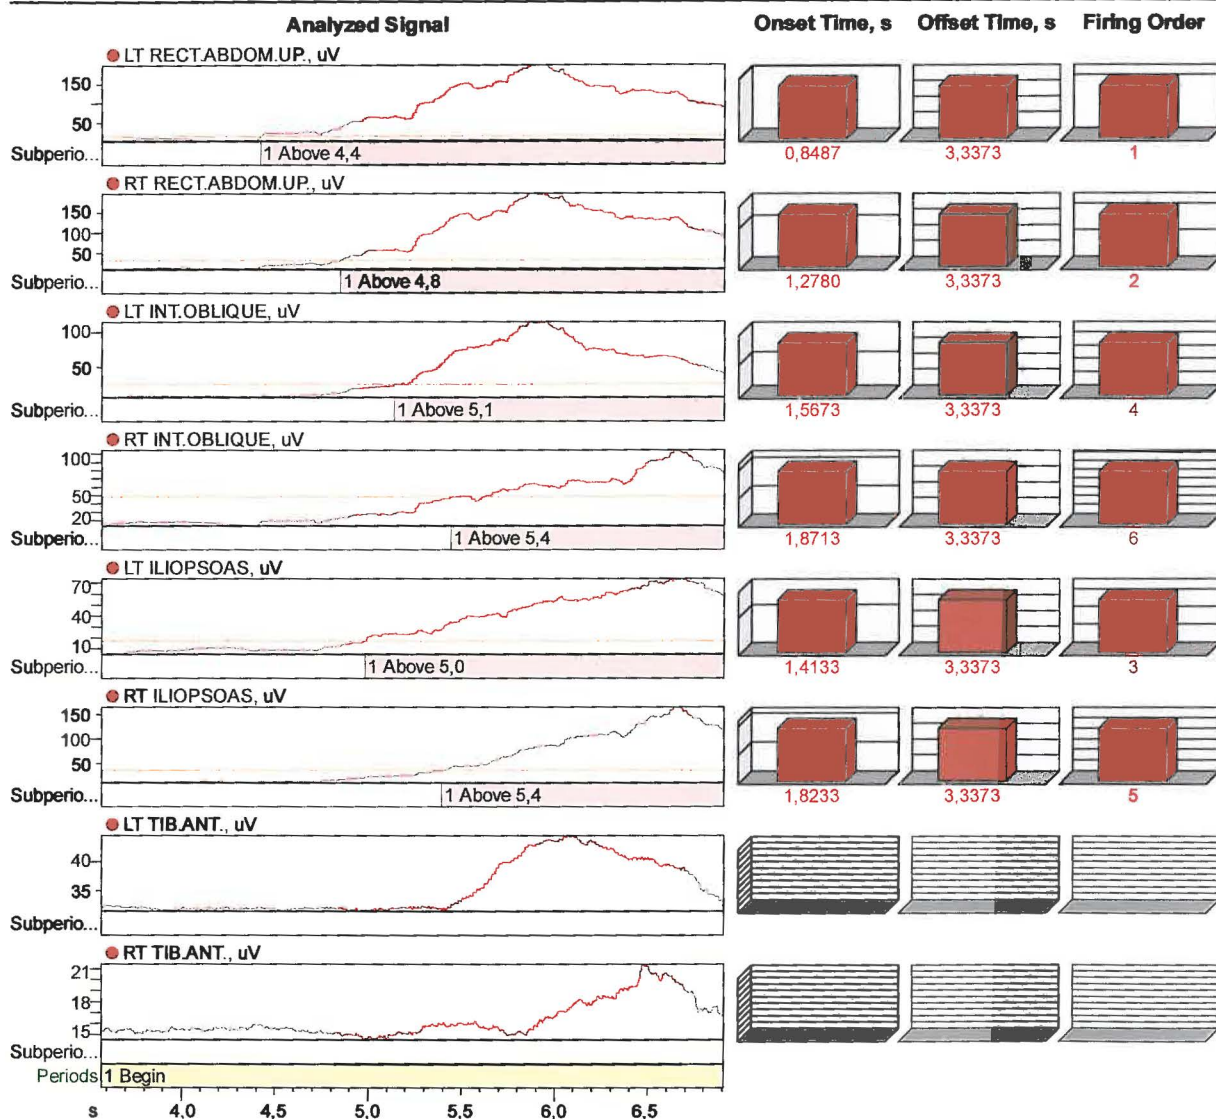 Analyzed Signal Onset Time, s Offset Time, s Firing Order
LT RECT.ABDOM.UP., uV
150
50
Subperio... 1 Above 4,4 0,8487 3,3373 1
RT RECT.ABDOM.UP., uV
150
100
50
Subperio... 1 Above 4,8 1,2780 3,3373 2
LT INT.OBLIQUE, uV
100
50
Subperio... 1 Above 5,1 1,5673 3,3373 4
RT INT.OBLIQUE, uV
100
50
20
Subperio... 1 Above 5,4 1,8713 3,3373 6
LT ILIOPSOAS, uV
70
40
10
Subperio... 1 Above 5,0 1,4133 3,3373 3
RT ILIOPSOAS, uV
150
100
50
Subperio... 1 Above 5,4 1,8233 3,3373 5
LT TIB.ANT., uV
40
35
Subperio...
RT TIB.ANT., uV
21
18
15
Subperio...
Periods 1 Begin
s 4,0 4,5 5,0 5,5 6,0 6,5